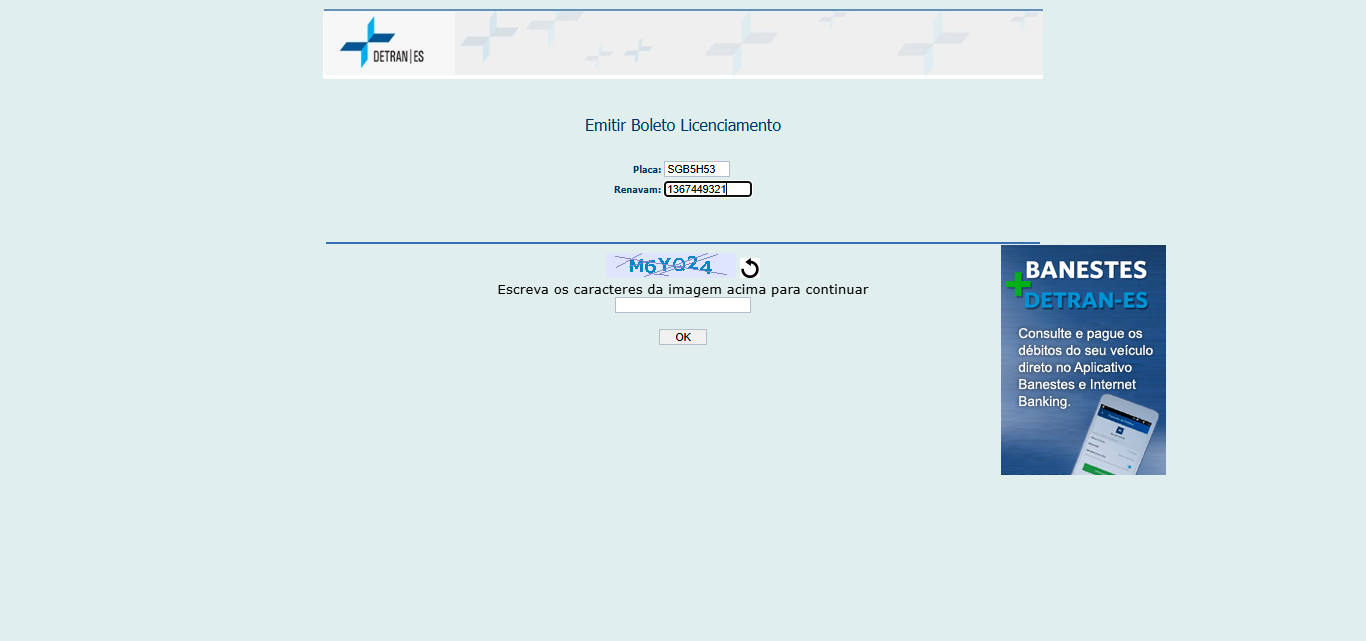 DETRAN|ES
Emitir Boleto Licenciamento
Placa: SGB5H53
Renavam: 1367449321
Escreva os caracteres da imagem acima para continuar
OK
BANESTES
DETRAN-ES
Consulte e pague os
débitos do seu veículo
direto no Aplicativo
Banestes e Internet
Banking.